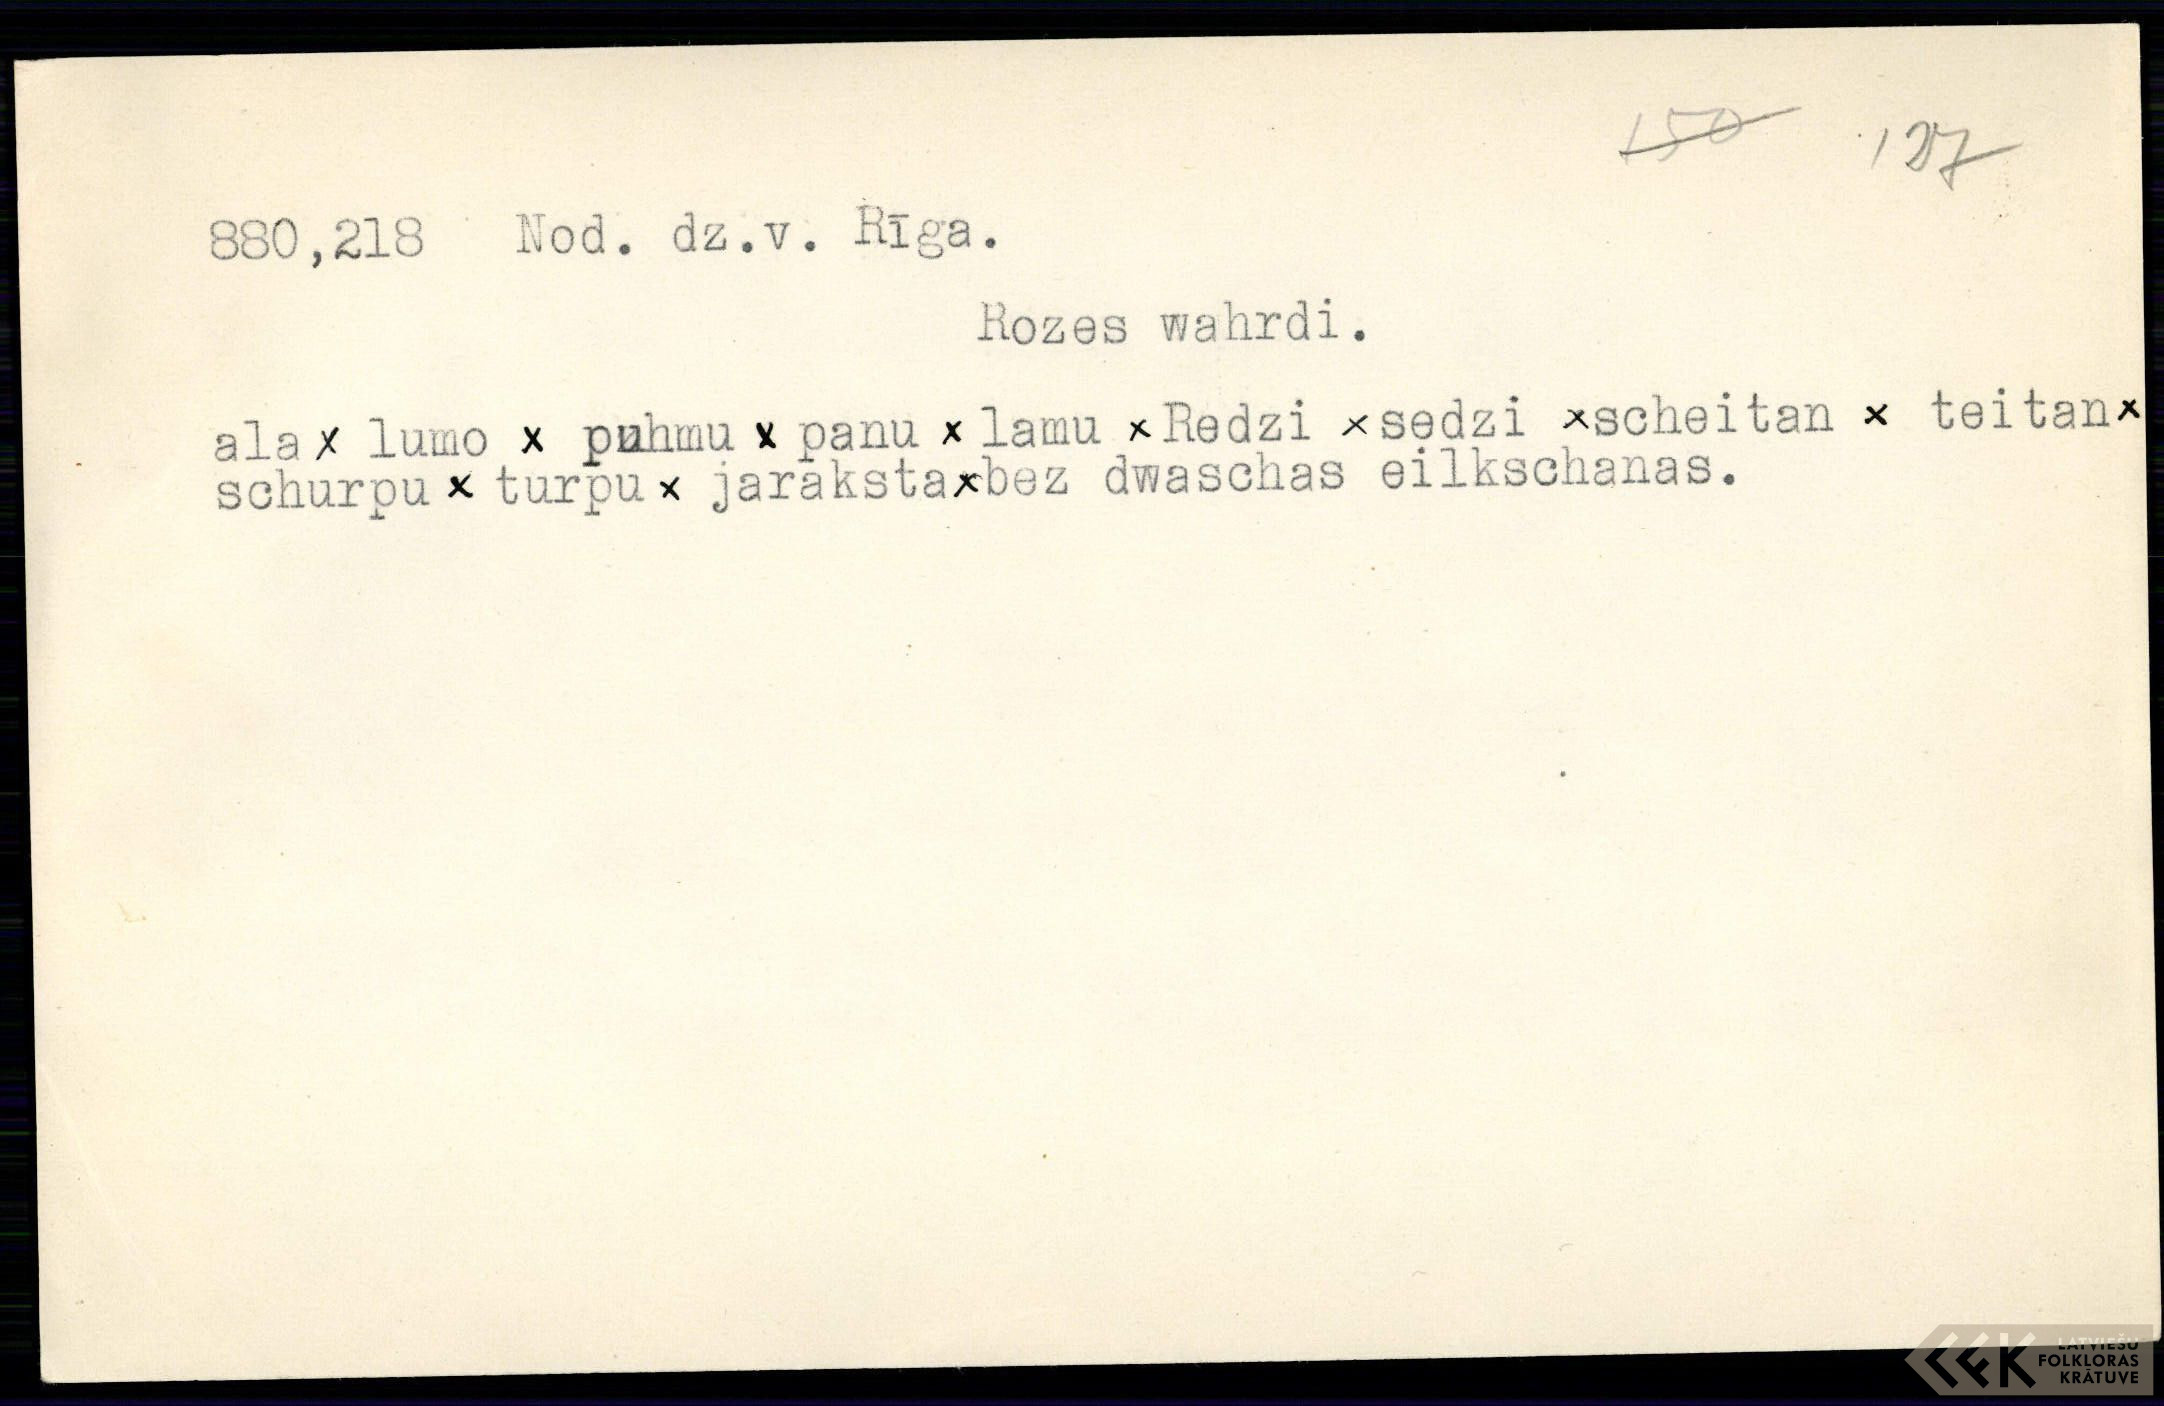 150 127
880,218 Nod. dz.v. Rīga.
Rozes wahrdi.
ala x lumo x puhmu x panu x lamu x Redzi x sedzi x scheitan x teitan x
schurpu x turpu x jaraksta x bez dwaschas eilkschanas.
LATVIEŠU
FOLKLORAS
KRĀTUVE